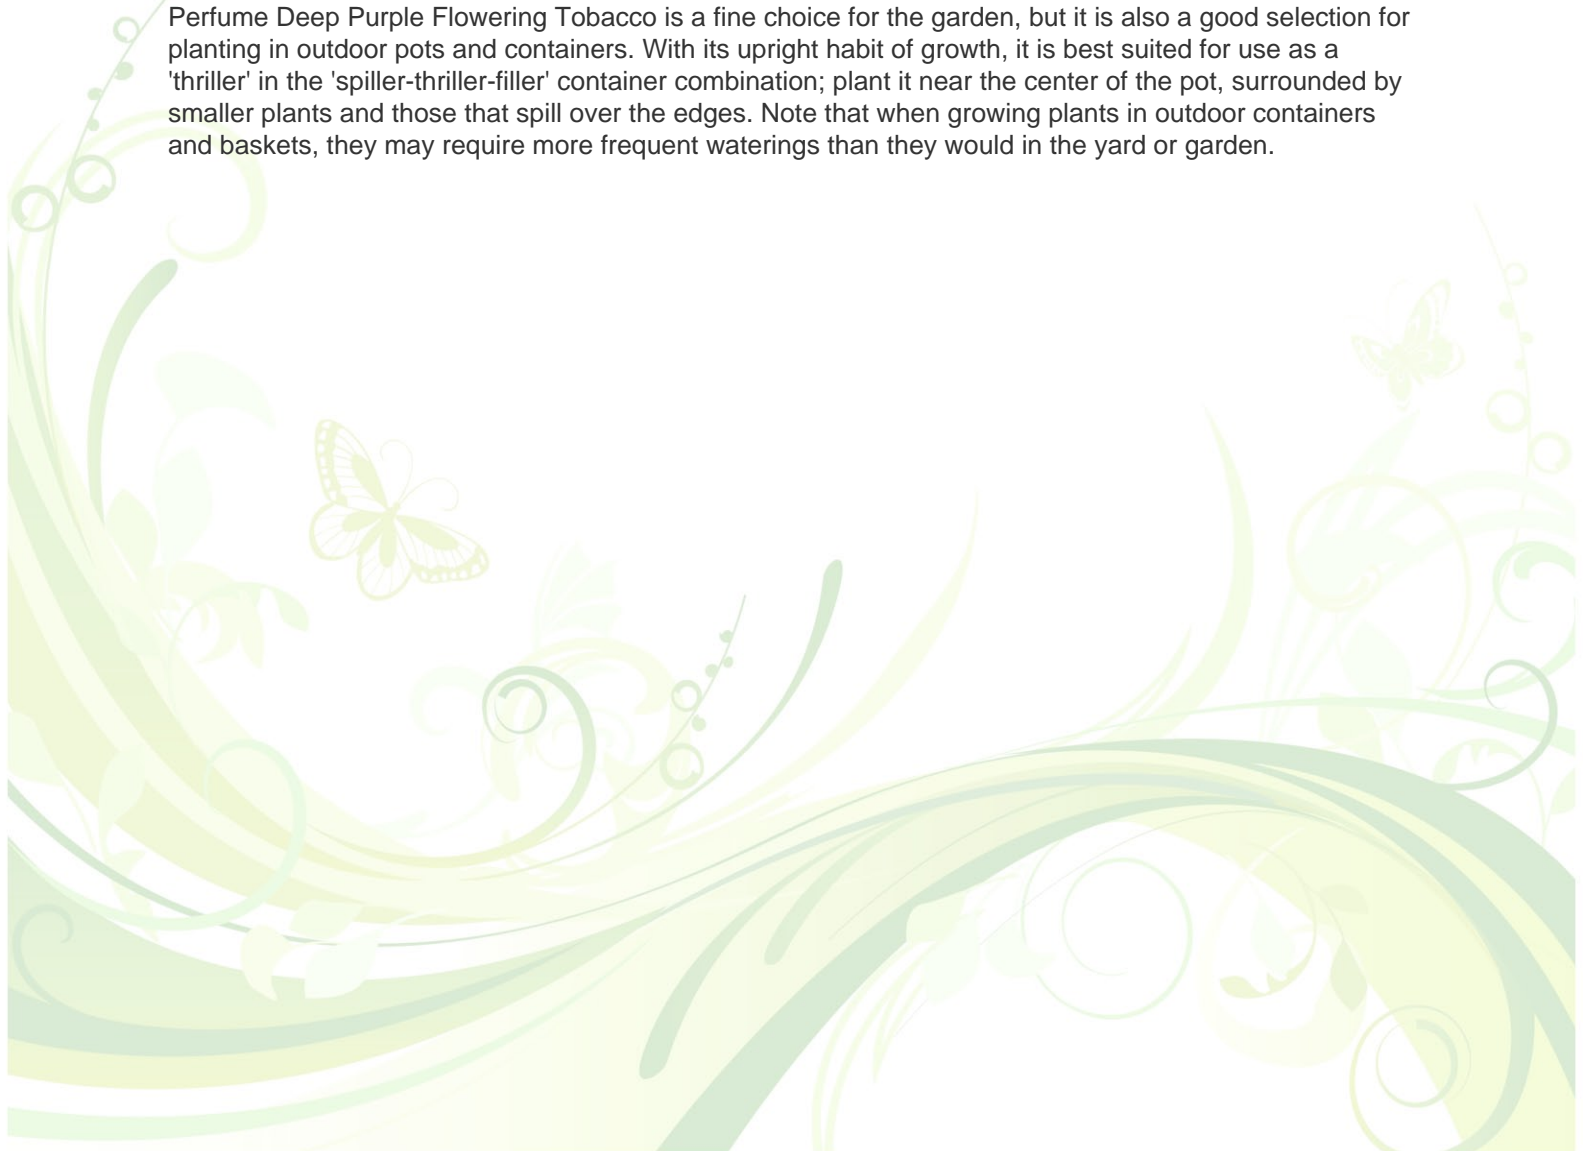 Perfume Deep Purple Flowering Tobacco is a fine choice for the garden, but it is also a good selection for
planting in outdoor pots and containers. With its upright habit of growth, it is best suited for use as a
'thriller' in the 'spiller-thriller-filler' container combination; plant it near the center of the pot, surrounded by
smaller plants and those that spill over the edges. Note that when growing plants in outdoor containers
and baskets, they may require more frequent waterings than they would in the yard or garden.